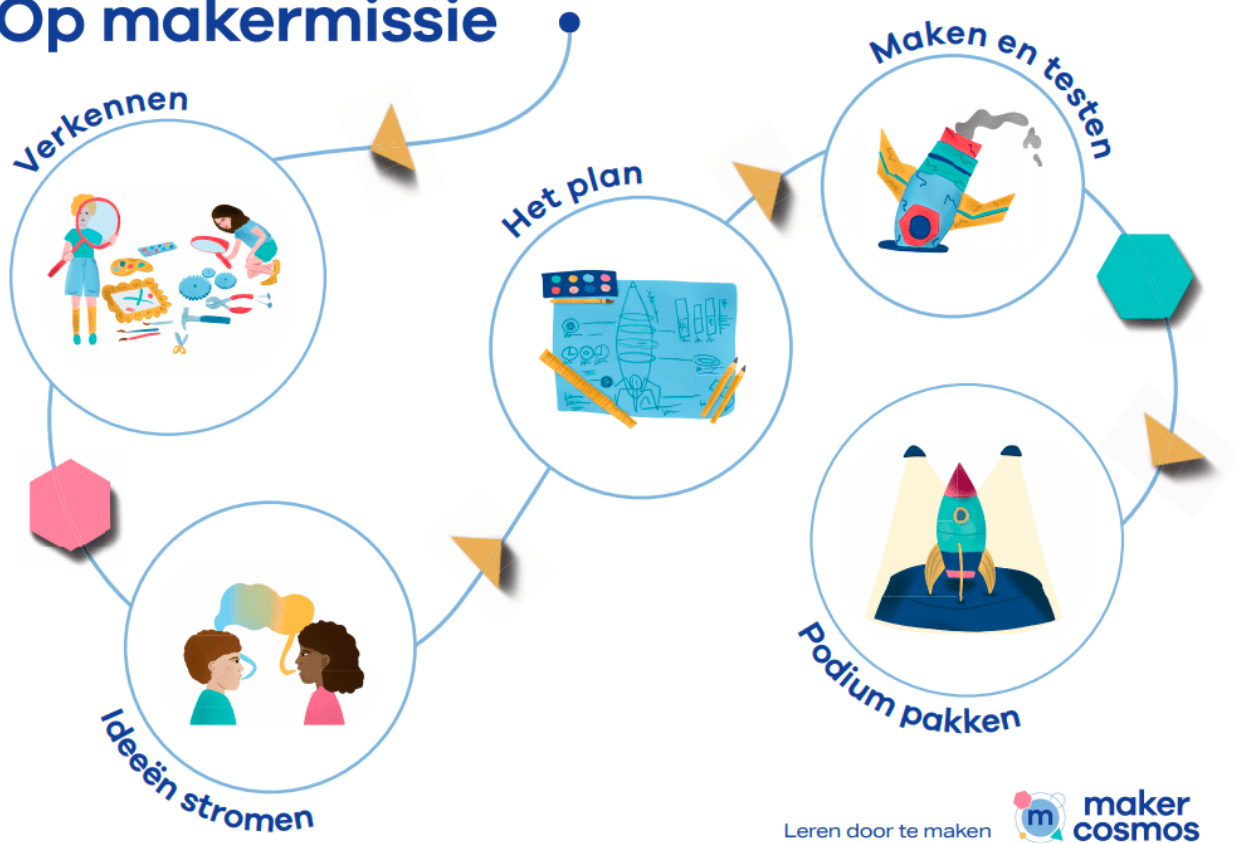 Op makermissie
Verkennen
Ideeën stromen
Het plan
Maken en testen
Podium pakken
Leren door te maken
m
maker
cosmos